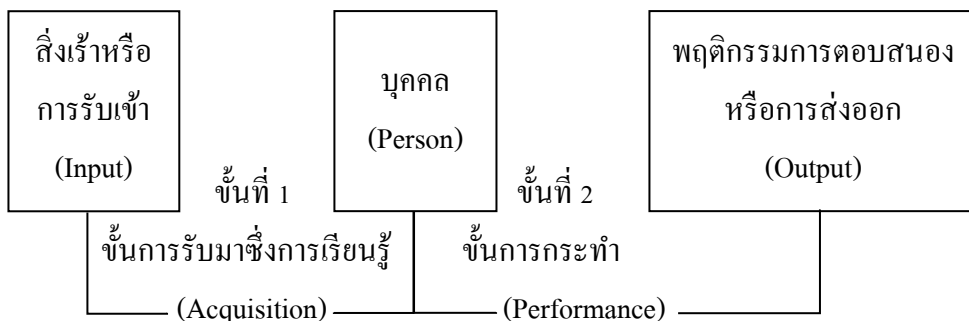 สิ่งเร้าหรือ
การรับเข้า
(Input)
ขั้นที่ 1
ขั้นการรับมาซึ่งการเรียนรู้
(Acquisition)
บุคคล
(Person)
ขั้นที่ 2
ขั้นการกระทำ
(Performance)
พฤติกรรมการตอบสนอง
หรือการส่งออก
(Output)